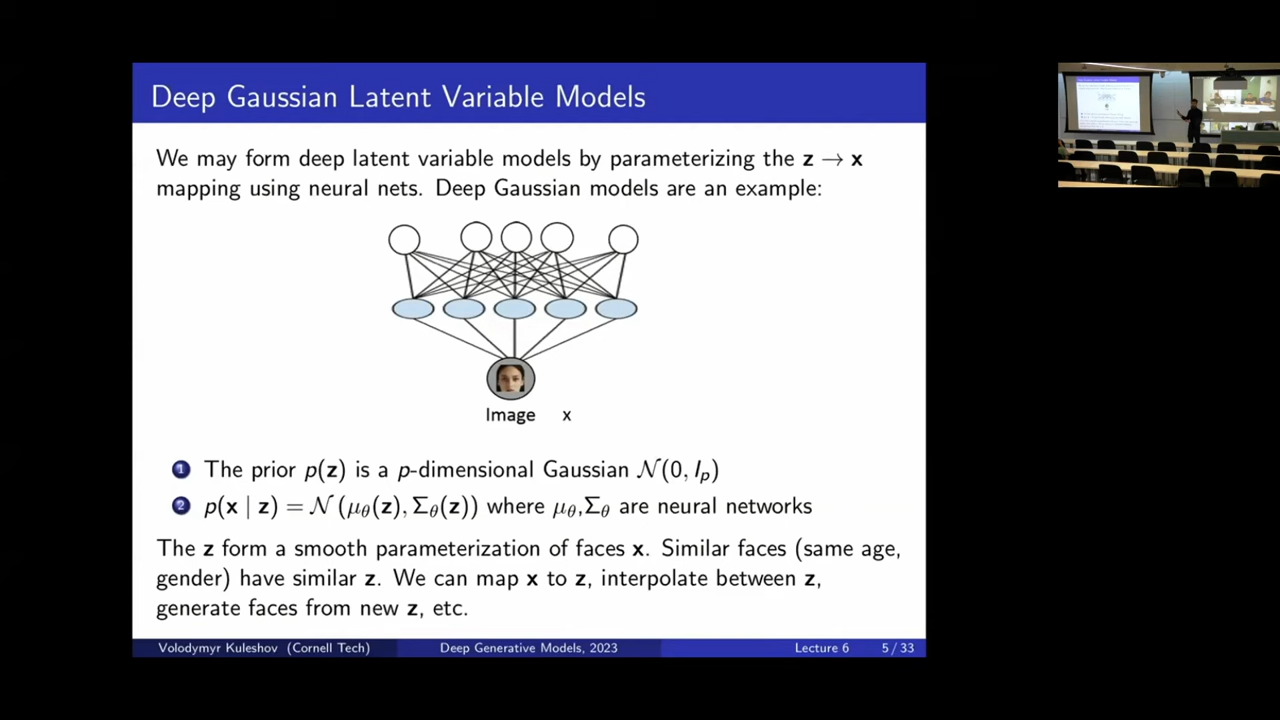 Deep Gaussian Latent Variable Models
We may form deep latent variable models by parameterizing the z → x
mapping using neural nets. Deep Gaussian models are an example:
Image x
1 The prior p(z) is a p-dimensional Gaussian 𝒩(0, I_p)
2 p(x | z) = 𝒩 (μ_θ(z), Σ_θ(z)) where μ_θ,Σ_θ are neural networks
The z form a smooth parameterization of faces x. Similar faces (same age,
gender) have similar z. We can map x to z, interpolate between z,
generate faces from new z, etc.
Volodymyr Kuleshov (Cornell Tech) Deep Generative Models, 2023 Lecture 6 5 / 33